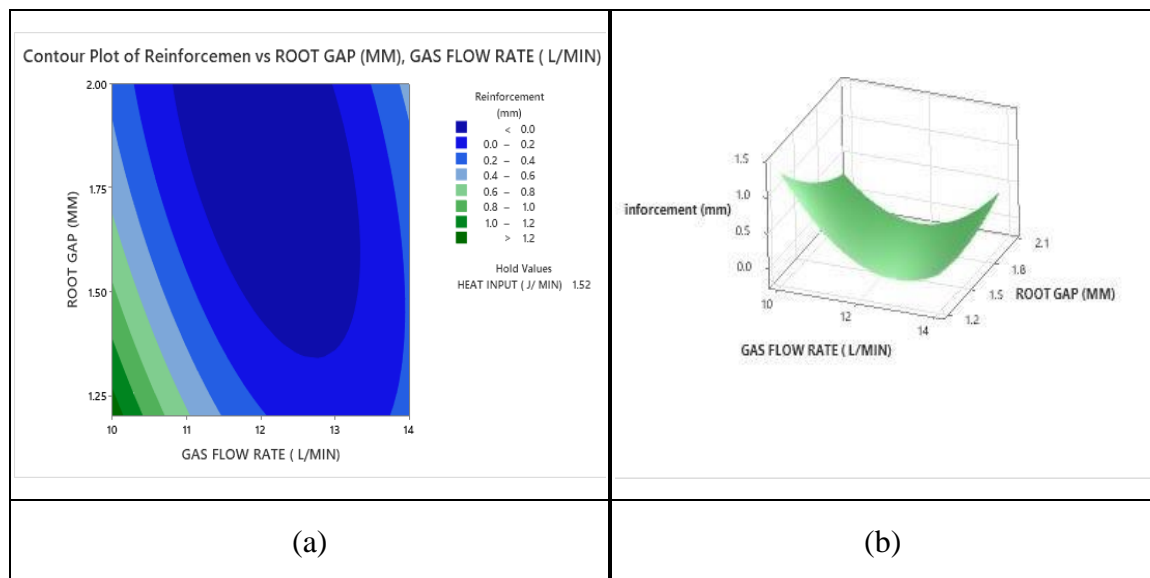 Contour Plot of Reinforcemen vs ROOT GAP (MM), GAS FLOW RATE ( L/MIN)
2.00
1.75
1.50
1.25
ROOT GAP (MM)
10 11 12 13 14
GAS FLOW RATE ( L/MIN)
Reinforcement
(mm)
< 0.0
0.0 – 0.2
0.2 – 0.4
0.4 – 0.6
0.6 – 0.8
0.8 – 1.0
1.0 – 1.2
> 1.2
Hold Values
HEAT INPUT ( J/ MIN) 1.52
1.5
1.0
inforcement (mm)
0.5
0.0
10
12
14
GAS FLOW RATE ( L/MIN)
2.1
1.8
1.5
1.2
ROOT GAP (MM)
(a)
(b)